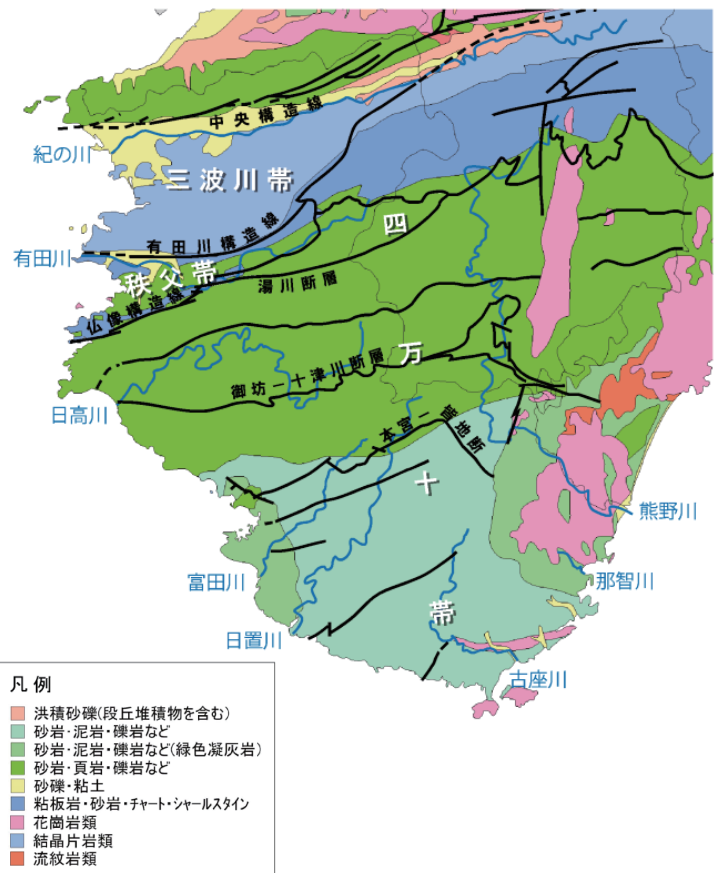 中央構造線
紀の川
三波川帯
有田川構造線
有田川
秩父帯
仏像構造線
湯川断層
四
万
十
帯
御坊－十津川断層
日高川
本宮－皆地断
熊野川
富田川
那智川
日置川
古座川
凡例
洪積砂礫(段丘堆積物を含む)
砂岩・泥岩・礫岩など
砂岩・泥岩・礫岩など(緑色凝灰岩)
砂岩・頁岩・礫岩など
砂礫・粘土
粘板岩・砂岩・チャート・シャールスタイン
花崗岩類
結晶片岩類
流紋岩類